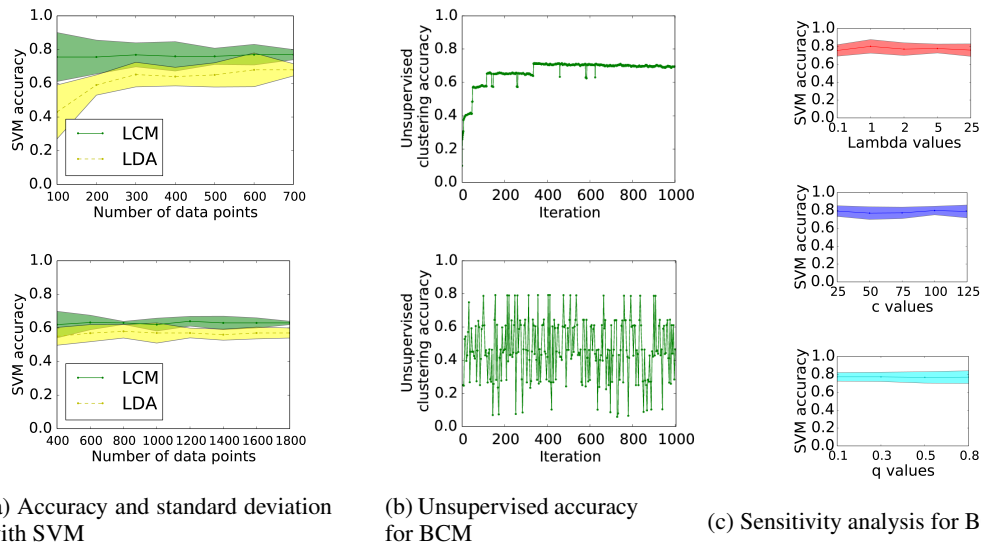 1.0
0.8
0.6
0.4
0.2
0.0
SVM accuracy
LCM
LDA
100 200 300 400 500 600 700
Number of data points
1.0
0.8
0.6
0.4
0.2
0.0
SVM accuracy
LCM
LDA
400 600 800 1000 1200 1400 1600 1800
Number of data points
1.0
0.8
0.6
0.4
0.2
0.0
Unsupervised
clustering accuracy
0 200 400 600 800 1000
Iteration
1.0
0.8
0.6
0.4
0.2
0.0
Unsupervised
clustering accuracy
0 200 400 600 800 1000
Iteration
1.0
0.8
0.6
0.4
0.2
0.0
SVM accuracy
0.1 1 2 5 25
Lambda values
1.0
0.8
0.6
0.4
0.2
0.0
SVM accuracy
25 50 75 100 125
c values
1.0
0.8
0.6
0.4
0.2
0.0
SVM accuracy
0.1 0.3 0.5 0.8
q values
) Accuracy and standard deviation
ith SVM
(b) Unsupervised accuracy
for BCM
(c) Sensitivity analysis for B